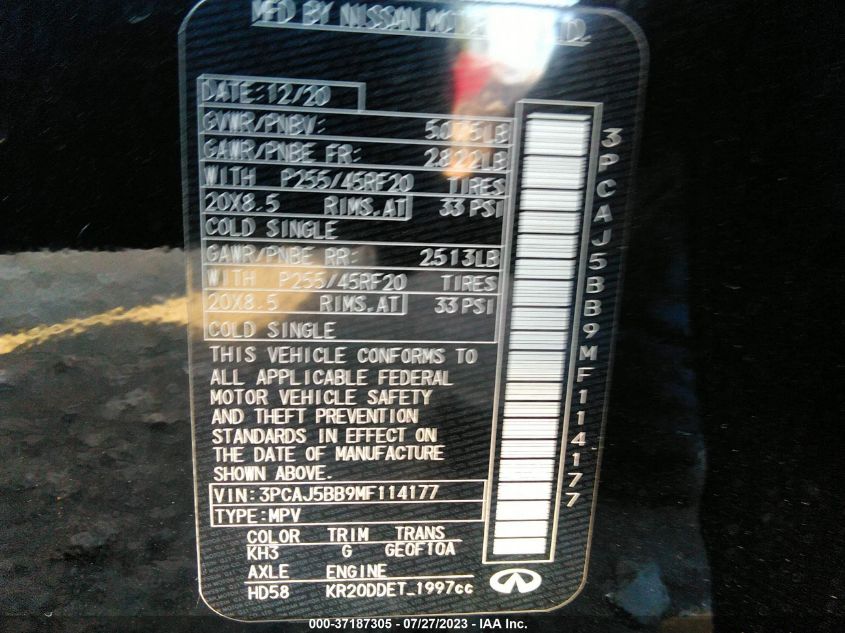 MFD BY NISSAN MOTOR
DATE:12/20
GVWR/PNBV:
GAWR/PNBE FR: 2822LB
WITH P255/45RF20 TIRES
20X8.5 RIMS.AT 33 PSI
COLD SINGLE
GAWR/PNBE RR: 2513LB
WITH P255/45RF20 TIRES
20X8.5 RIMS.AT 33 PSI
COLD SINGLE
THIS VEHICLE CONFORMS TO
ALL APPLICABLE FEDERAL
MOTOR VEHICLE SAFETY
AND THEFT PREVENTION
STANDARDS IN EFFECT ON
THE DATE OF MANUFACTURE
SHOWN ABOVE.
VIN:3PCAJ5BB9MF114177
TYPE:MPV
COLOR TRIM TRANS
KH3 G GE0F10A
AXLE ENGINE
HD58 KR20DDET_1997cc
3PCAJ5BB9MF114177
000-37187305 - 07/27/2023 - IAA Inc.